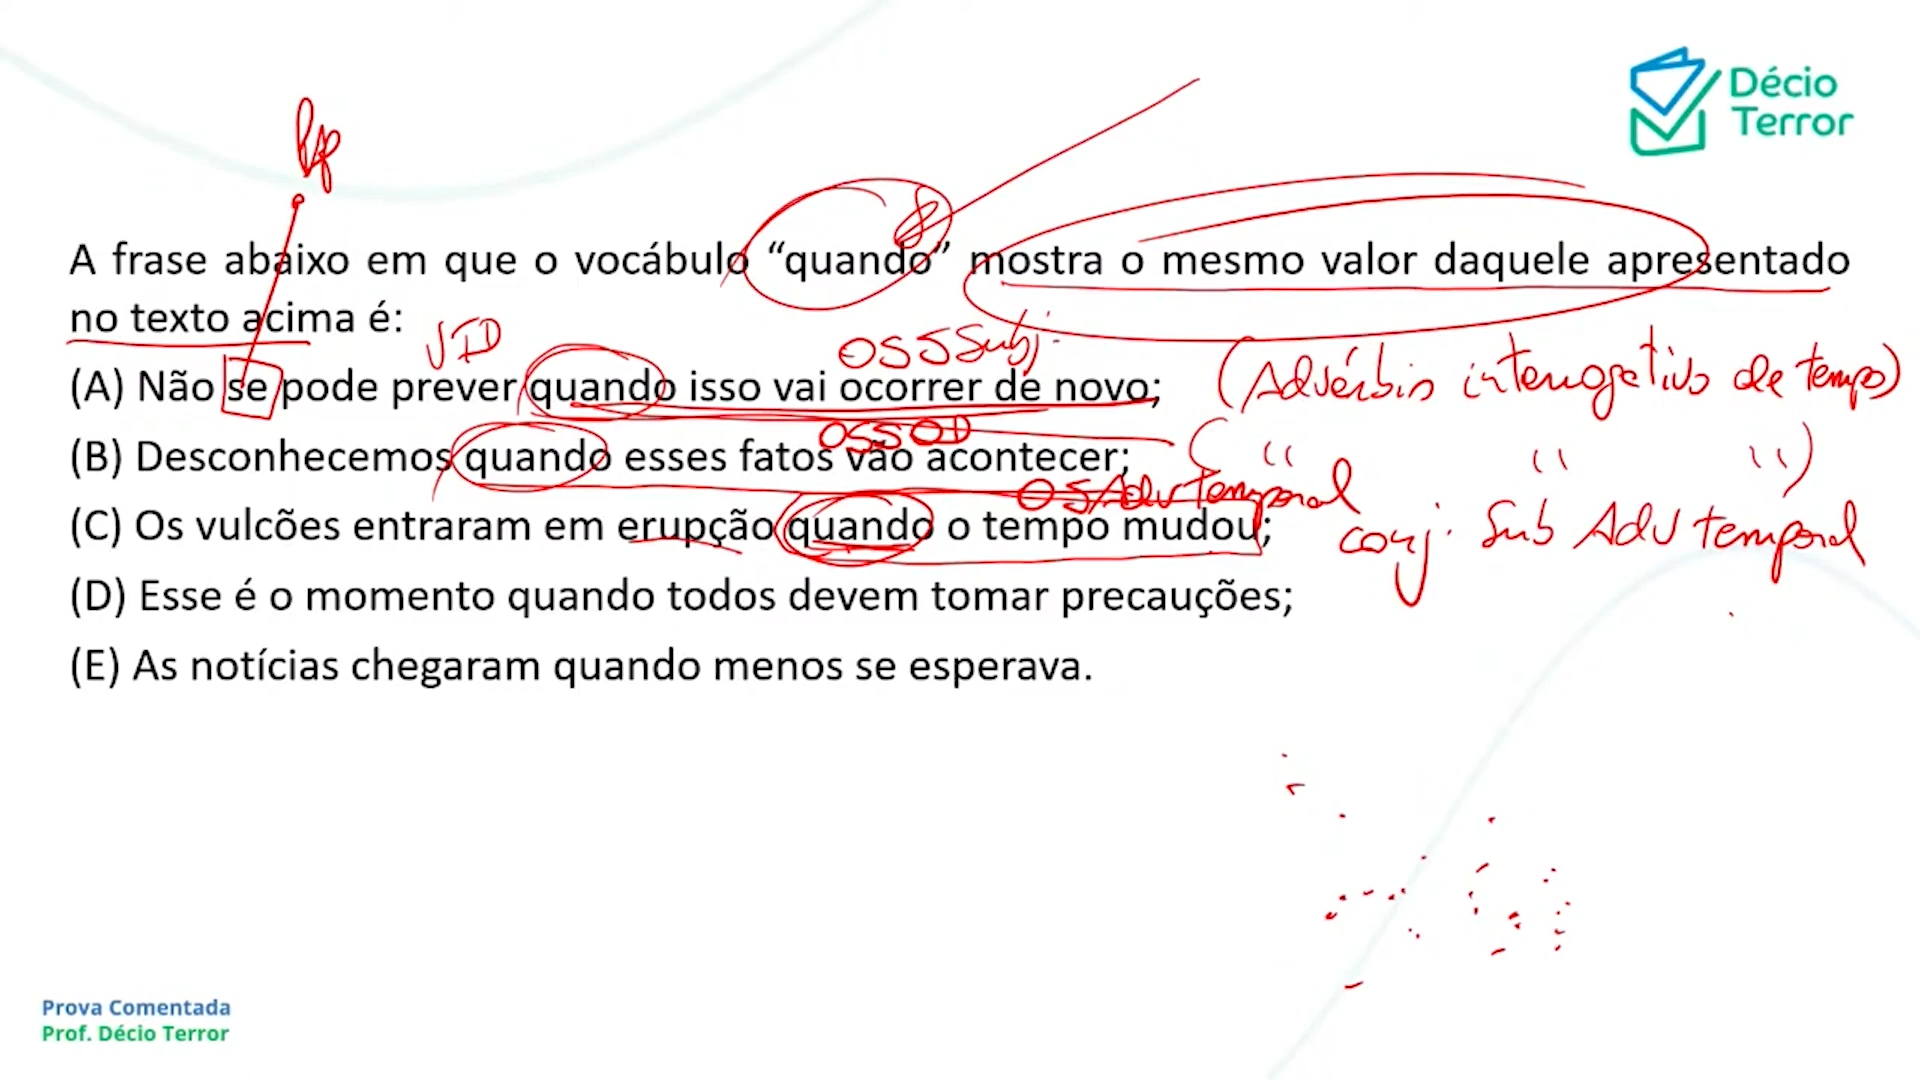 Décio
Terror
A frase abaixo em que o vocábulo “quando” mostra o mesmo valor daquele apresentado
no texto acima é:
VTD
OSSSubj.
(A) Não se pode prever quando isso vai ocorrer de novo; (Advérbio interrogativo de tempo)
OSSOD
(B) Desconhecemos quando esses fatos vão acontecer; ( " " ")
OSAdvTemporal
(C) Os vulcões entraram em erupção quando o tempo mudou; conj. Sub Adv temporal
(D) Esse é o momento quando todos devem tomar precauções;
(E) As notícias chegaram quando menos se esperava.
Prova Comentada
Prof. Décio Terror